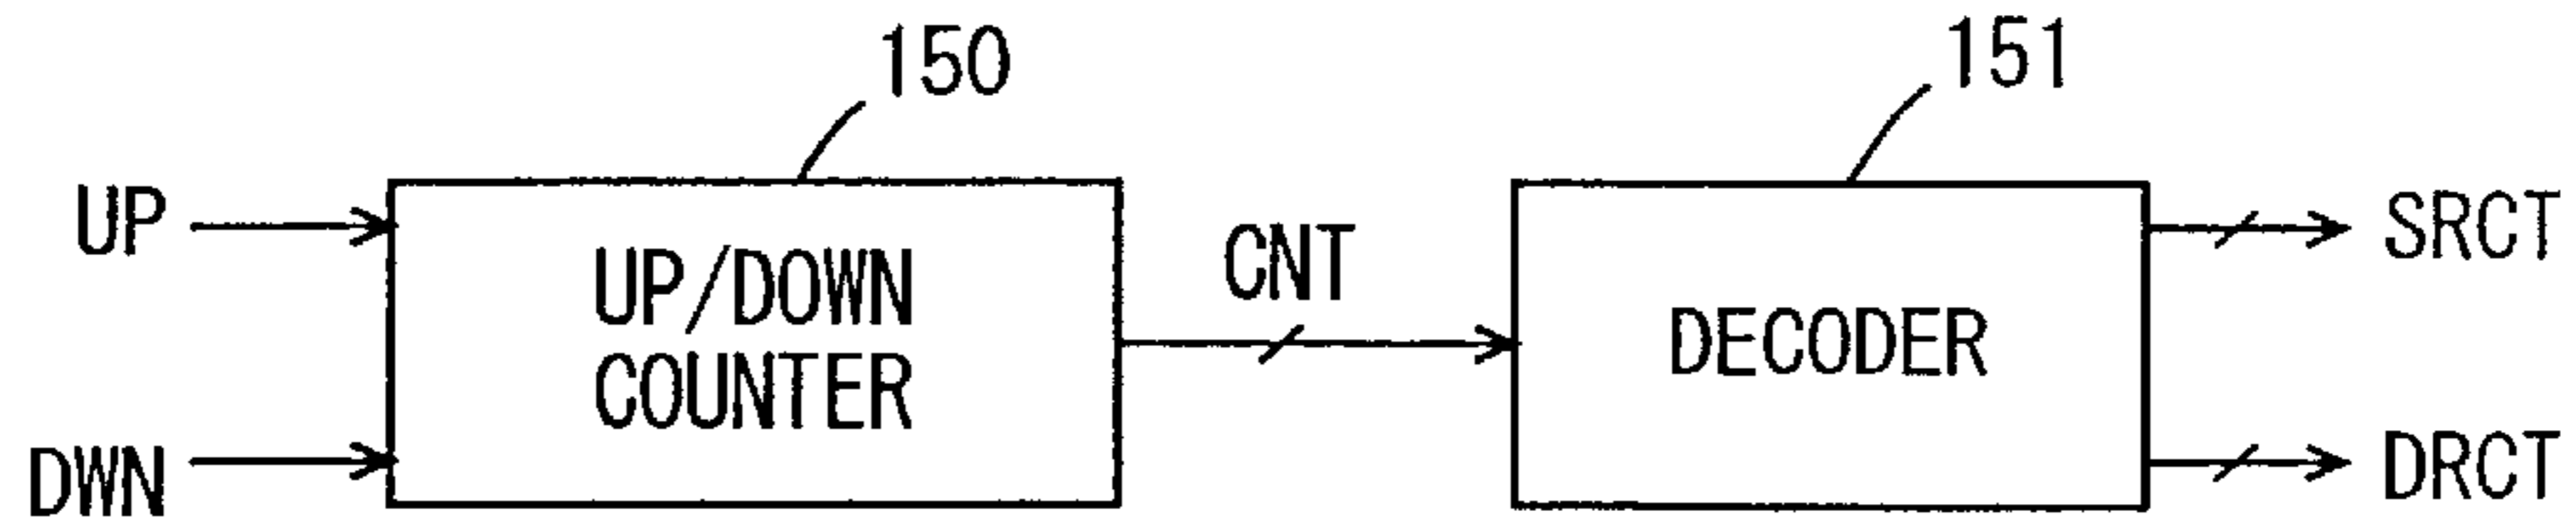 150
151
UP
DWN
UP/DOWN
COUNTER
CNT
DECODER
SRCT
DRCT